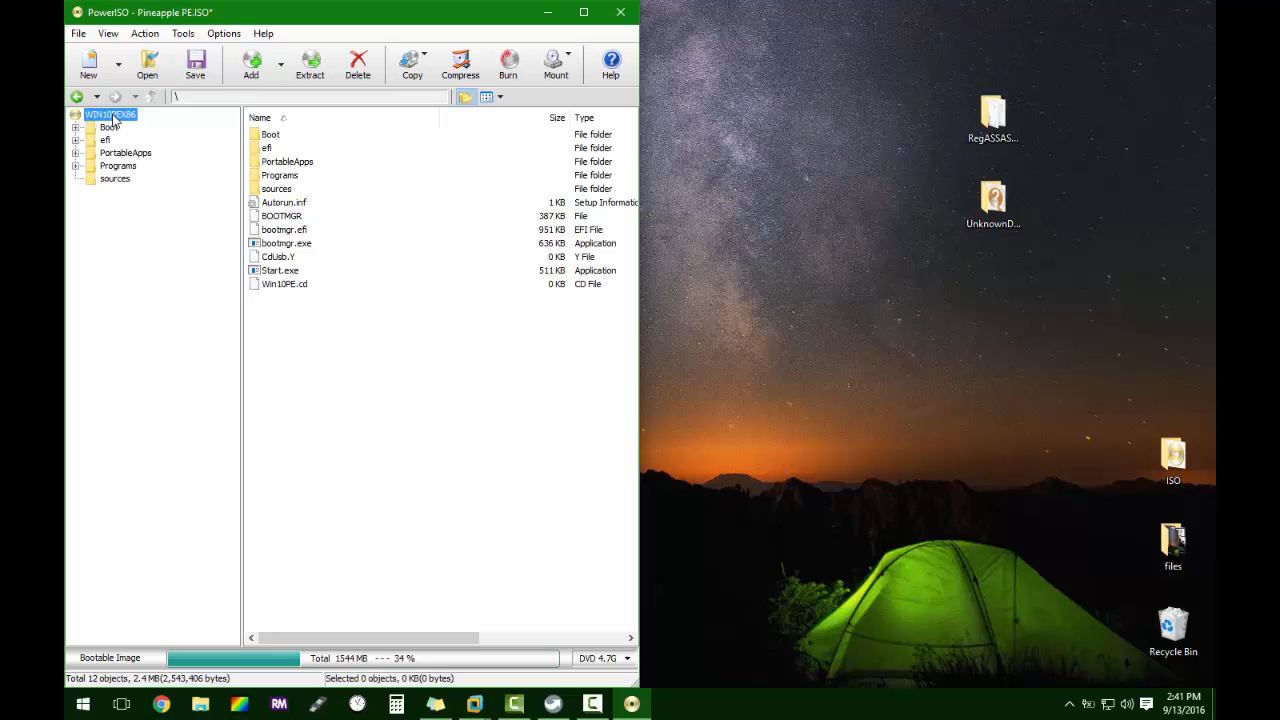 PowerISO - Pineapple PE.ISO*
File View Action Tools Options Help
New Open Save Add Extract Delete Copy Compress Burn Mount Help
\
WIN10PEX86
Boot
efi
PortableApps
Programs
sources
Name Size Type
Boot File folder
efi File folder
PortableApps File folder
Programs File folder
sources File folder
Autorun.inf 1 KB Setup Informatic
BOOTMGR 387 KB File
bootmgr.efi 951 KB EFI File
bootmgr.exe 636 KB Application
CdUsb.Y 0 KB Y File
Start.exe 511 KB Application
Win10PE.cd 0 KB CD File
Bootable Image Total 1544 MB --- 34 % DVD 4.7G
Total 12 objects, 2.4 MB(2,543,406 bytes) Selected 0 objects, 0 KB(0 bytes)
RegASSAS...
UnknownD...
ISO
files
Recycle Bin
RM
2:41 PM
9/13/2016